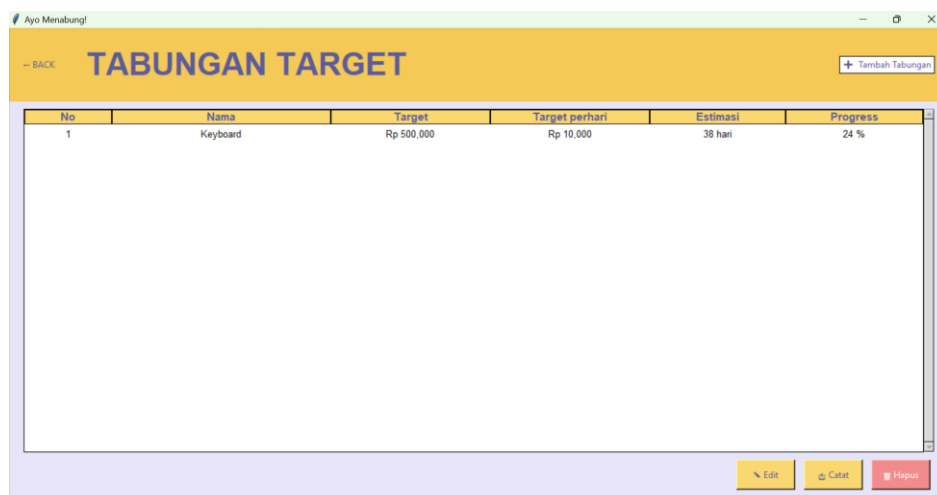 Ayo Menabung!
← BACK TABUNGAN TARGET + Tambah Tabungan
No Nama Target Target perhari Estimasi Progress
1 Keyboard Rp 500,000 Rp 10,000 38 hari 24 %
Edit Catat Hapus